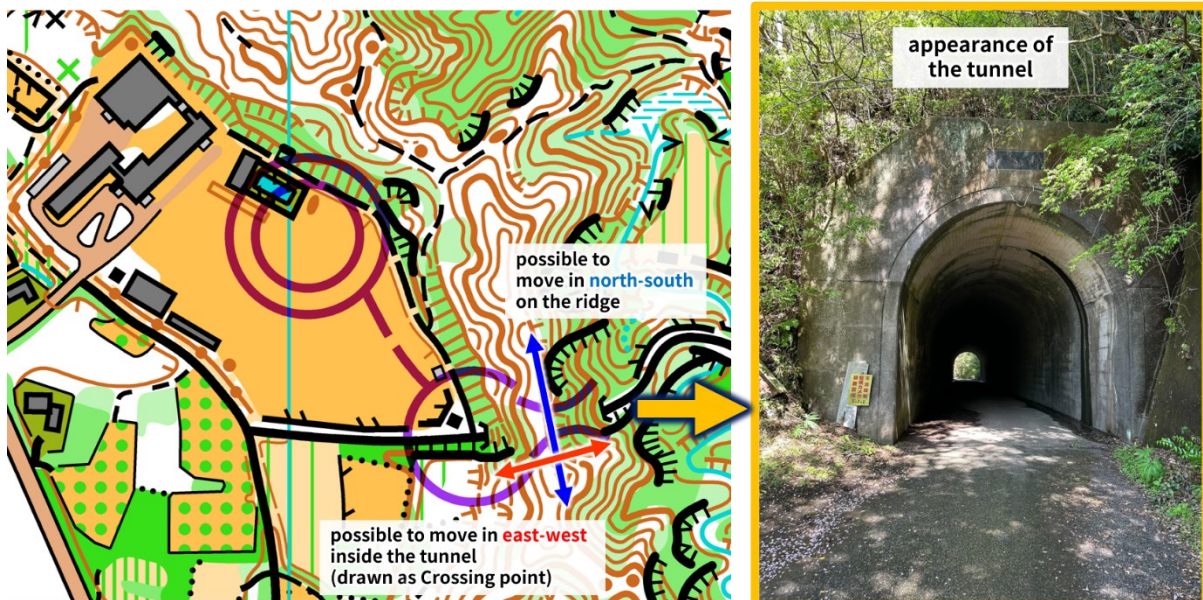 possible to
move in north-south
on the ridge
possible to move in east-west
inside the tunnel
(drawn as Crossing point)
appearance of
the tunnel